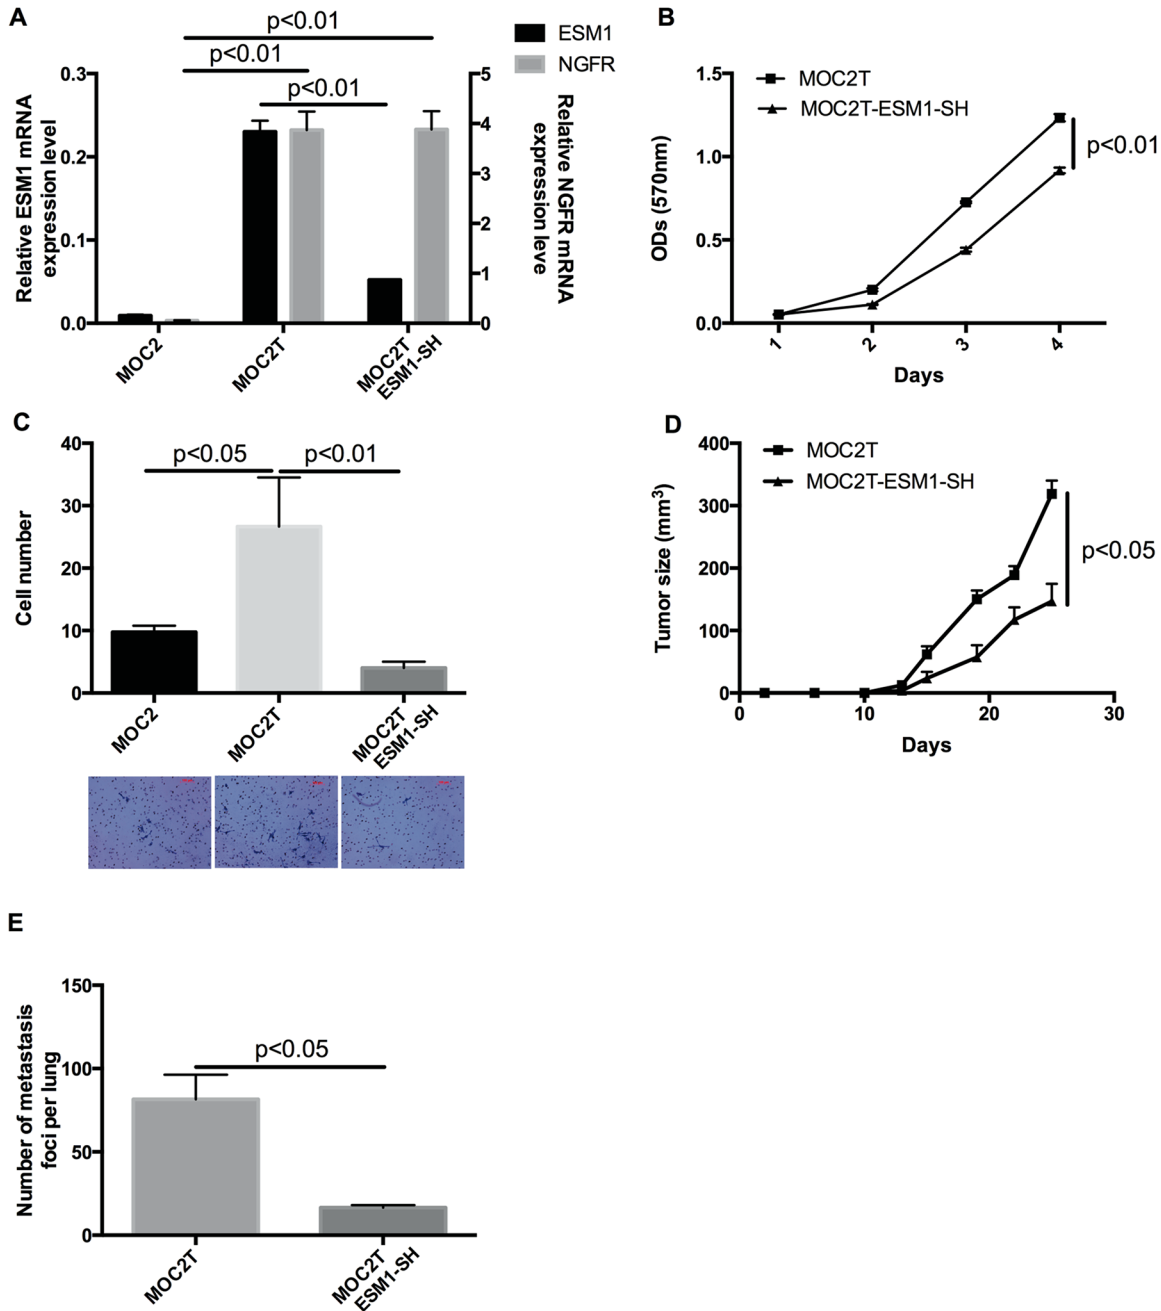 A
p<0.01
p<0.01
p<0.01
ESM1
NGFR
Relative ESM1 mRNA
expression level
0.3
0.2
0.1
0.0
5
4
3
2
1
0
Relative NGFR mRNA
expression leve
MOC2
MOC2T
MOC2T
ESM1-SH
B
MOC2T
MOC2T-ESM1-SH
ODs (570nm)
1.5
1.0
0.5
0.0
p<0.01
1
2
3
4
Days
C
Cell number
40
30
20
10
0
p<0.05
p<0.01
MOC2
MOC2T
MOC2T
ESM1-SH
D
MOC2T
MOC2T-ESM1-SH
Tumor size (mm³)
400
300
200
100
0
p<0.05
0
10
20
30
Days
E
Number of metastasis
foci per lung
150
100
50
0
p<0.05
MOC2T
MOC2T
ESM1-SH